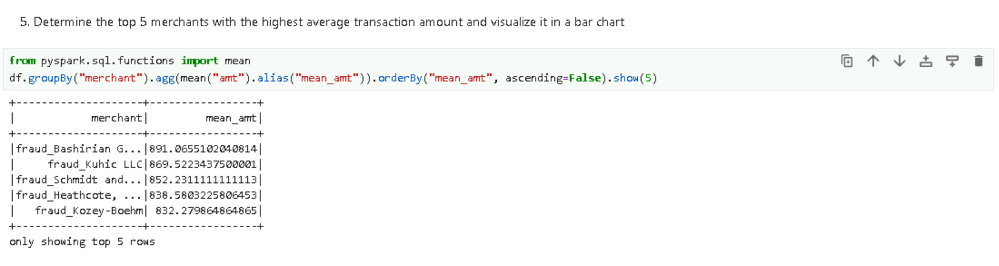 5. Determine the top 5 merchants with the highest average transaction amount and visualize it in a bar chart
from pyspark.sql.functions import mean
df.groupBy("merchant").agg(mean("amt").alias("mean_amt")).orderBy("mean_amt", ascending=False).show(5)
+--------------------+-----------------+
|            merchant|         mean_amt|
+--------------------+-----------------+
|fraud_Bashirian G...|891.0655102040814|
|     fraud_Kuhic LLC|869.5223437500001|
|fraud_Schmidt and...|852.2311111111113|
|fraud_Heathcote, ...|838.5803225806453|
|   fraud_Kozey-Boehm| 832.279864864865|
+--------------------+-----------------+
only showing top 5 rows